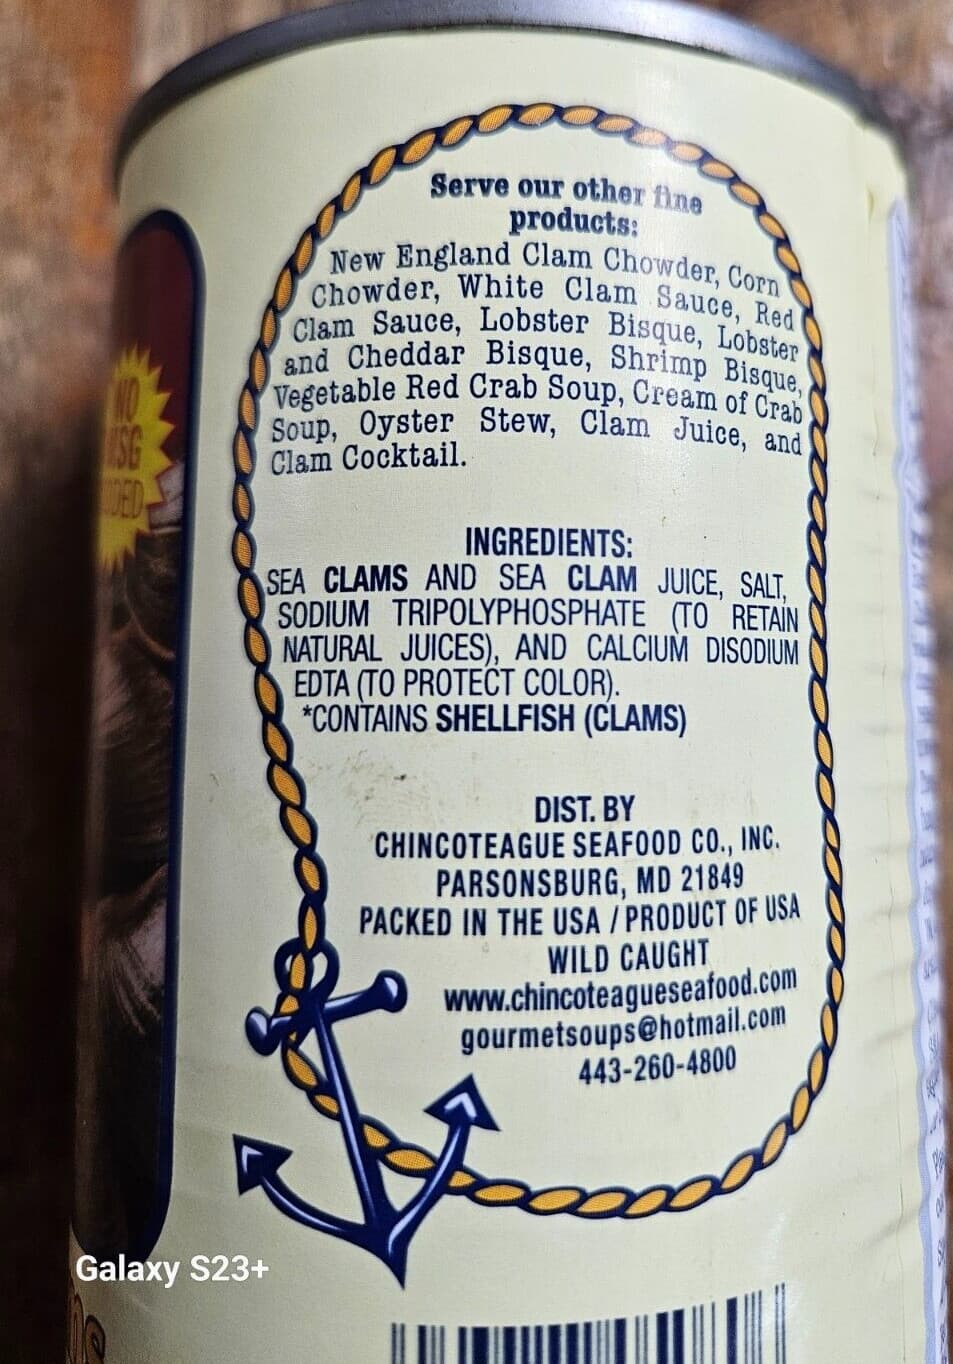 Serve our other fine
products:
New England Clam Chowder, Corn
Chowder, White Clam Sauce, Red
Clam Sauce, Lobster Bisque, Lobster
and Cheddar Bisque, Shrimp Bisque,
Vegetable Red Crab Soup, Cream of Crab
Soup, Oyster Stew, Clam Juice, and
Clam Cocktail.
NO
MSG
INGREDIENTS:
SEA CLAMS AND SEA CLAM JUICE, SALT,
SODIUM TRIPOLYPHOSPHATE (TO RETAIN
NATURAL JUICES), AND CALCIUM DISODIUM
EDTA (TO PROTECT COLOR).
*CONTAINS SHELLFISH (CLAMS)
DIST. BY
CHINCOTEAGUE SEAFOOD CO., INC.
PARSONSBURG, MD 21849
PACKED IN THE USA / PRODUCT OF USA
WILD CAUGHT
www.chincoteagueseafood.com
gourmetsoups@hotmail.com
443-260-4800
Galaxy S23+